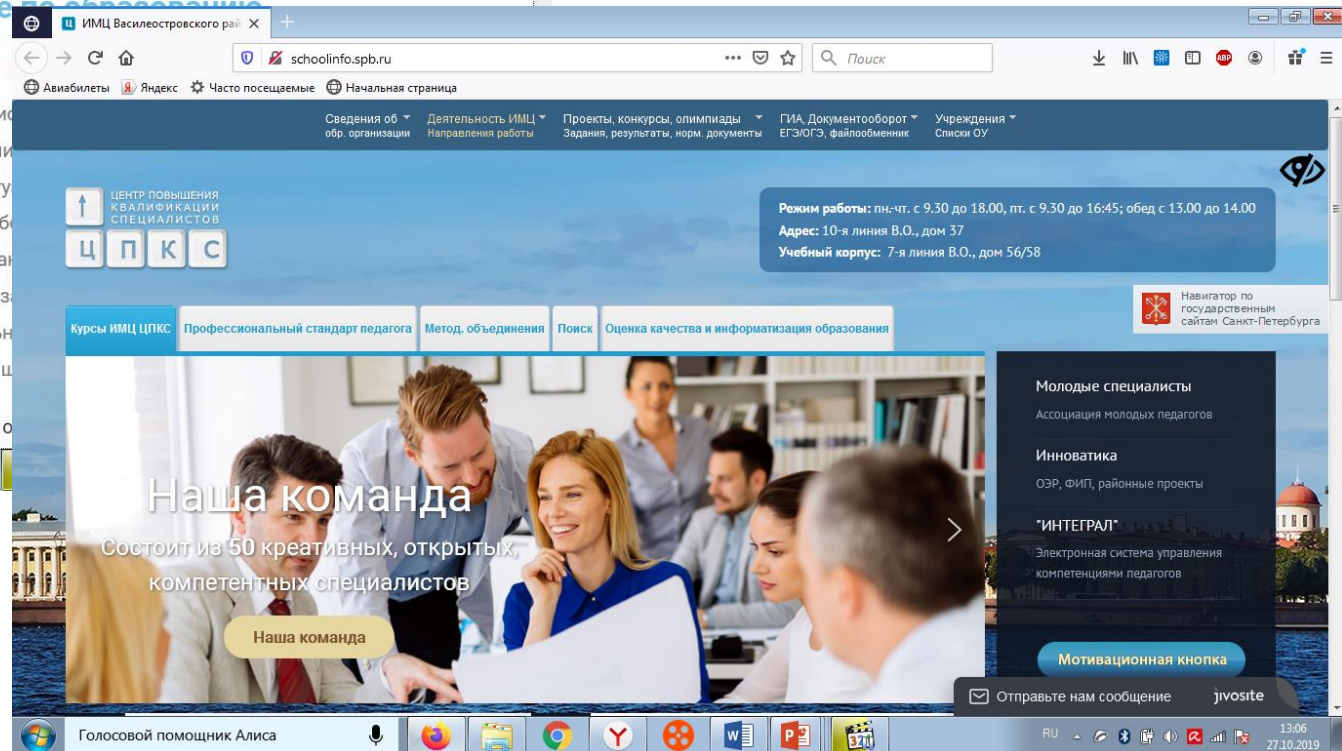 е по образованию
ИМЦ Василеостровского рай
schoolinfo.spb.ru
Поиск
Авиабилеты Яндекс Часто посещаемые Начальная страница
Сведения об Деятельность ИМЦ Проекты, конкурсы, олимпиады ГИА, Документооборот Учреждения
обр. организации Направления работы Задания, результаты, норм. документы ЕГЭ/ОГЭ, файлообменник Списки ОУ
ЦЕНТР ПОВЫШЕНИЯ
КВАЛИФИКАЦИИ
СПЕЦИАЛИСТОВ
ЦПКС
Режим работы: пн.-чт. с 9.30 до 18.00, пт. с 9.30 до 16:45; обед с 13.00 до 14.00
Адрес: 10-я линия В.О., дом 37
Учебный корпус: 7-я линия В.О., дом 56/58
Навигатор по
государственным
сайтам Санкт-Петербурга
Курсы ИМЦ ЦПКС Профессиональный стандарт педагога Метод. объединения Поиск Оценка качества и информатизация образования
Наша команда
Состоит из 50 креативных, открытых,
компетентных специалистов
Наша команда
Молодые специалисты
Ассоциация молодых педагогов
Инноватика
ОЭР, ФИП, районные проекты
"ИНТЕГРАЛ"
Электронная система управления
компетенциями педагогов
Мотивационная кнопка
Отправьте нам сообщение jivosite
Голосовой помощник Алиса
RU
13:06
27.10.2019